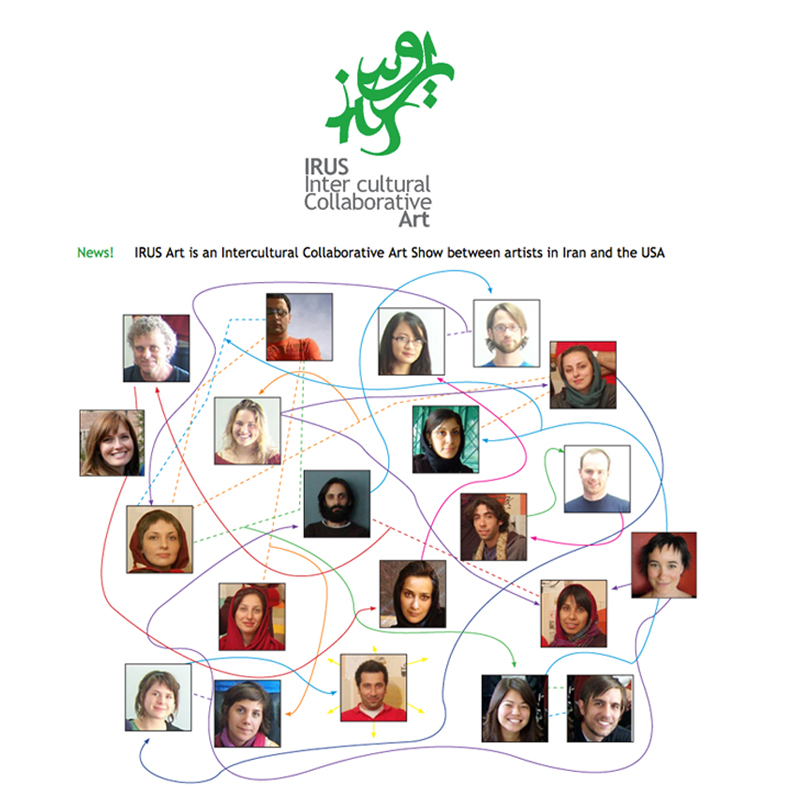 IRUS
Inter cultural
Collaborative
Art
News! IRUS Art is an Intercultural Collaborative Art Show between artists in Iran and the USA